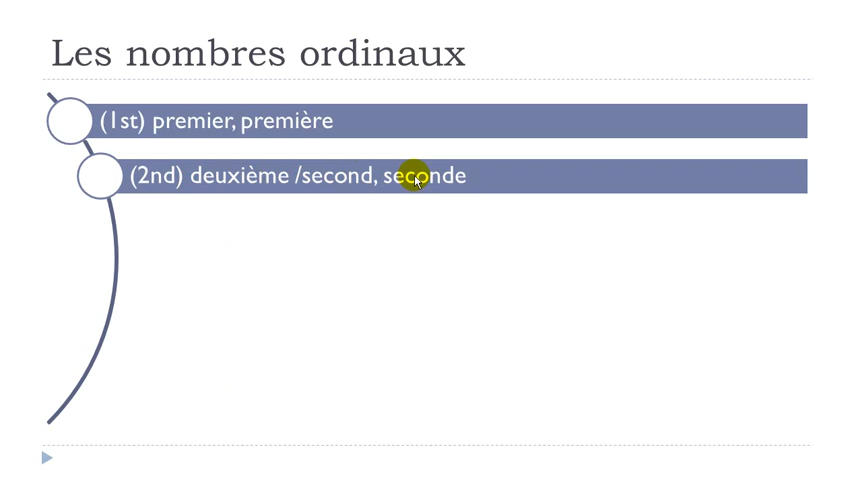 Les nombres ordinaux
(1st) premier, première
(2nd) deuxième /second, seconde